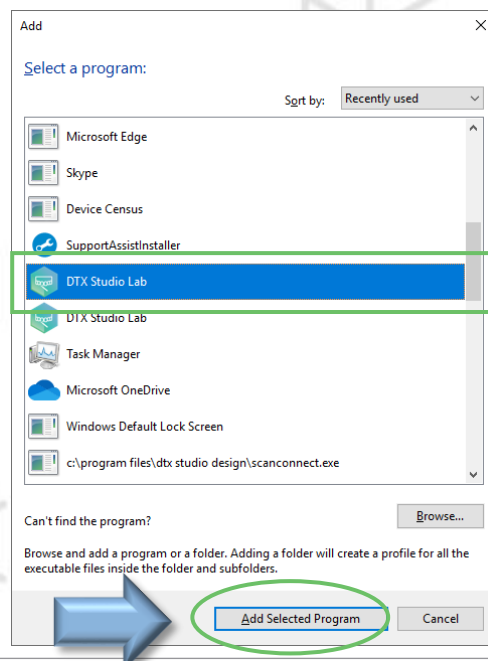 Add
Select a program:
Sort by: Recently used
Microsoft Edge
Skype
Device Census
SupportAssistInstaller
DTX Studio Lab
DTX Studio Lab
Task Manager
Microsoft OneDrive
Windows Default Lock Screen
c:\program files\dtx studio design\scanconnect.exe
Can't find the program? Browse...
Browse and add a program or a folder. Adding a folder will create a profile for all the
executable files inside the folder and subfolders.
Add Selected Program Cancel